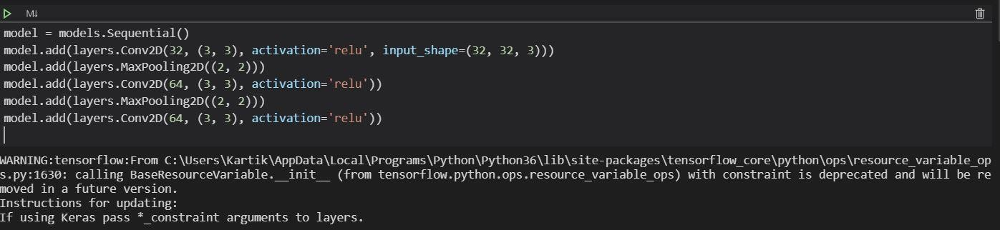 M↓
model = models.Sequential()
model.add(layers.Conv2D(32, (3, 3), activation='relu', input_shape=(32, 32, 3)))
model.add(layers.MaxPooling2D((2, 2)))
model.add(layers.Conv2D(64, (3, 3), activation='relu'))
model.add(layers.MaxPooling2D((2, 2)))
model.add(layers.Conv2D(64, (3, 3), activation='relu'))
WARNING:tensorflow:From C:\Users\Kartik\AppData\Local\Programs\Python\Python36\lib\site-packages\tensorflow_core\python\ops\resource_variable_op
s.py:1630: calling BaseResourceVariable.__init__ (from tensorflow.python.ops.resource_variable_ops) with constraint is deprecated and will be re
moved in a future version.
Instructions for updating:
If using Keras pass *_constraint arguments to layers.